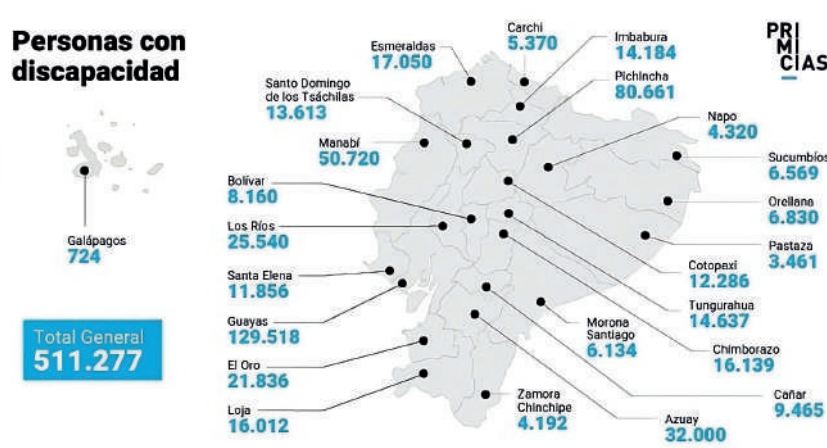 Personas con
discapacidad
PRI
MI
CÍAS
Carchi
5.370
Esmeraldas
17.050
Imbabura
14.184
Santo Domingo
de los Tsáchilas
13.613
Pichincha
80.661
Napo
4.320
Manabí
50.720
Sucumbíos
6.569
Bolívar
8.160
Orellana
6.830
Los Ríos
25.540
Galápagos
724
Pastaza
3.461
Cotopaxi
12.286
Santa Elena
11.856
Tungurahua
14.637
Guayas
129.518
Morona
Santiago
6.134
Total General
511.277
Chimborazo
16.139
El Oro
21.836
Zamora
Chinchipe
4.192
Cañar
9.465
Loja
16.012
Azuay
32.000